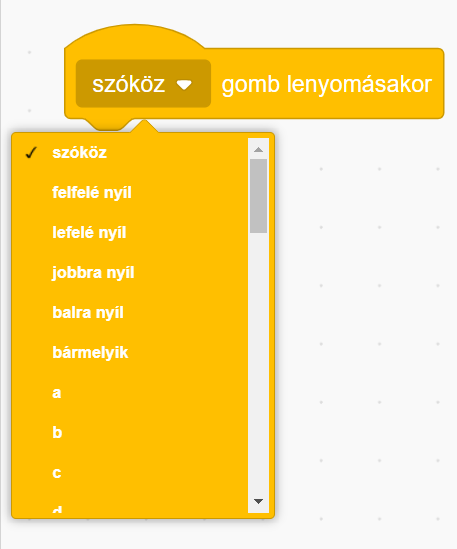 szóköz gomb lenyomásakor
szóköz
felfelé nyíl
lefelé nyíl
jobbra nyíl
balra nyíl
bármelyik
a
b
c
d